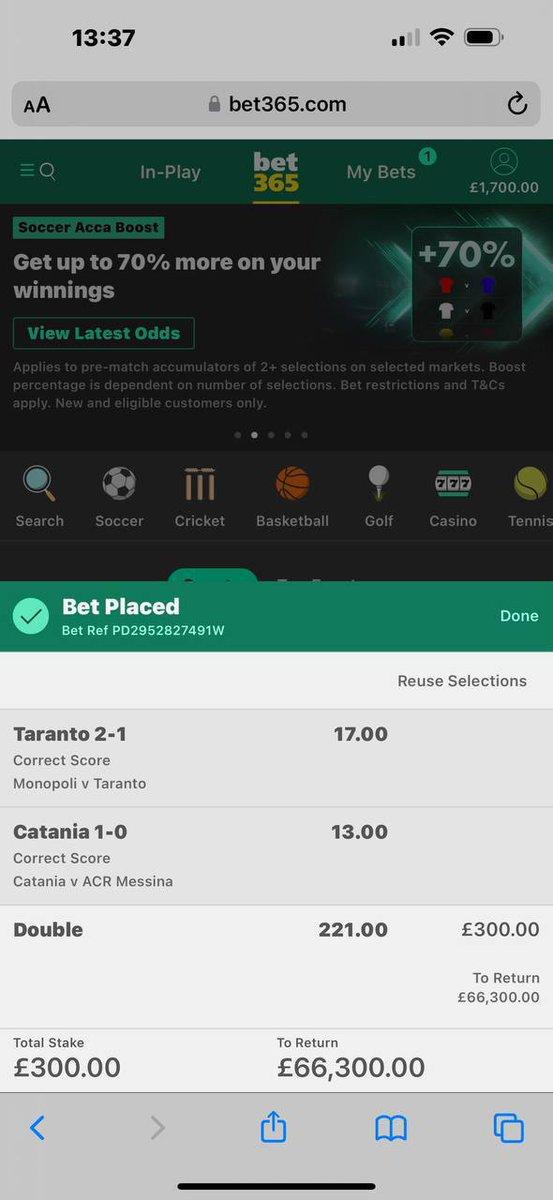 13:37
AA bet365.com
In-Play
bet
365
My Bets
1
£1,700.00
Soccer Acca Boost
Get up to 70% more on your
winnings
+70%
v
v
View Latest Odds
Applies to pre-match accumulators of 2+ selections on selected markets. Boost
percentage is dependent on number of selections. Bet restrictions and T&Cs
apply. New and eligible customers only.
777
Search Soccer Cricket Basketball Golf Casino Tennis
Bet Placed
Bet Ref PD2952827491W
Done
Reuse Selections
Taranto 2-1 17.00
Correct Score
Monopoli v Taranto
Catania 1-0 13.00
Correct Score
Catania v ACR Messina
Double 221.00 £300.00
To Return
£66,300.00
Total Stake To Return
£300.00 £66,300.00